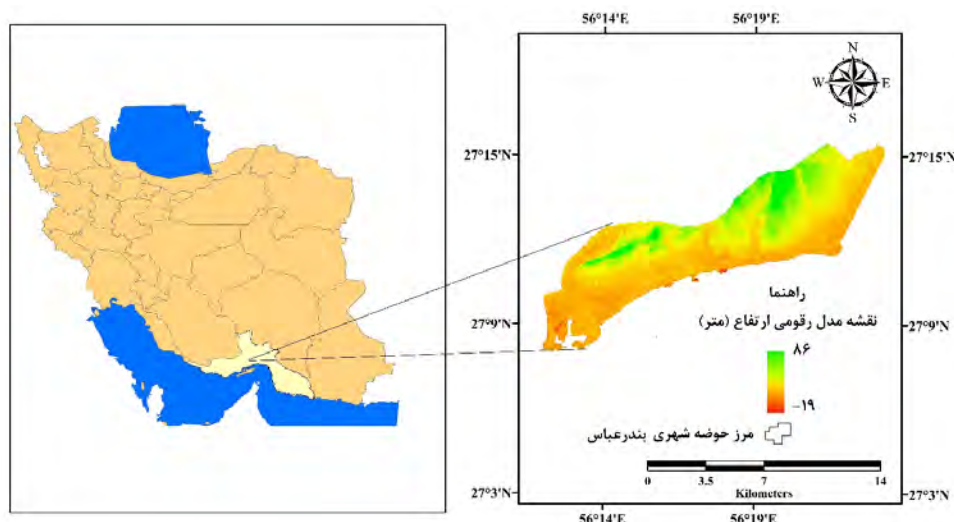 56°14'E 56°19'E
N
W E
S
27°15'N 27°15'N
راهنما
نقشه مدل رقومی ارتفاع (متر)
27°9'N 27°9'N
۸۶
-۱۹
مرز حوضه شهری بندرعباس
0 3.5 7 14
Kilometers
27°3'N 27°3'N
56°14'E 56°19'E